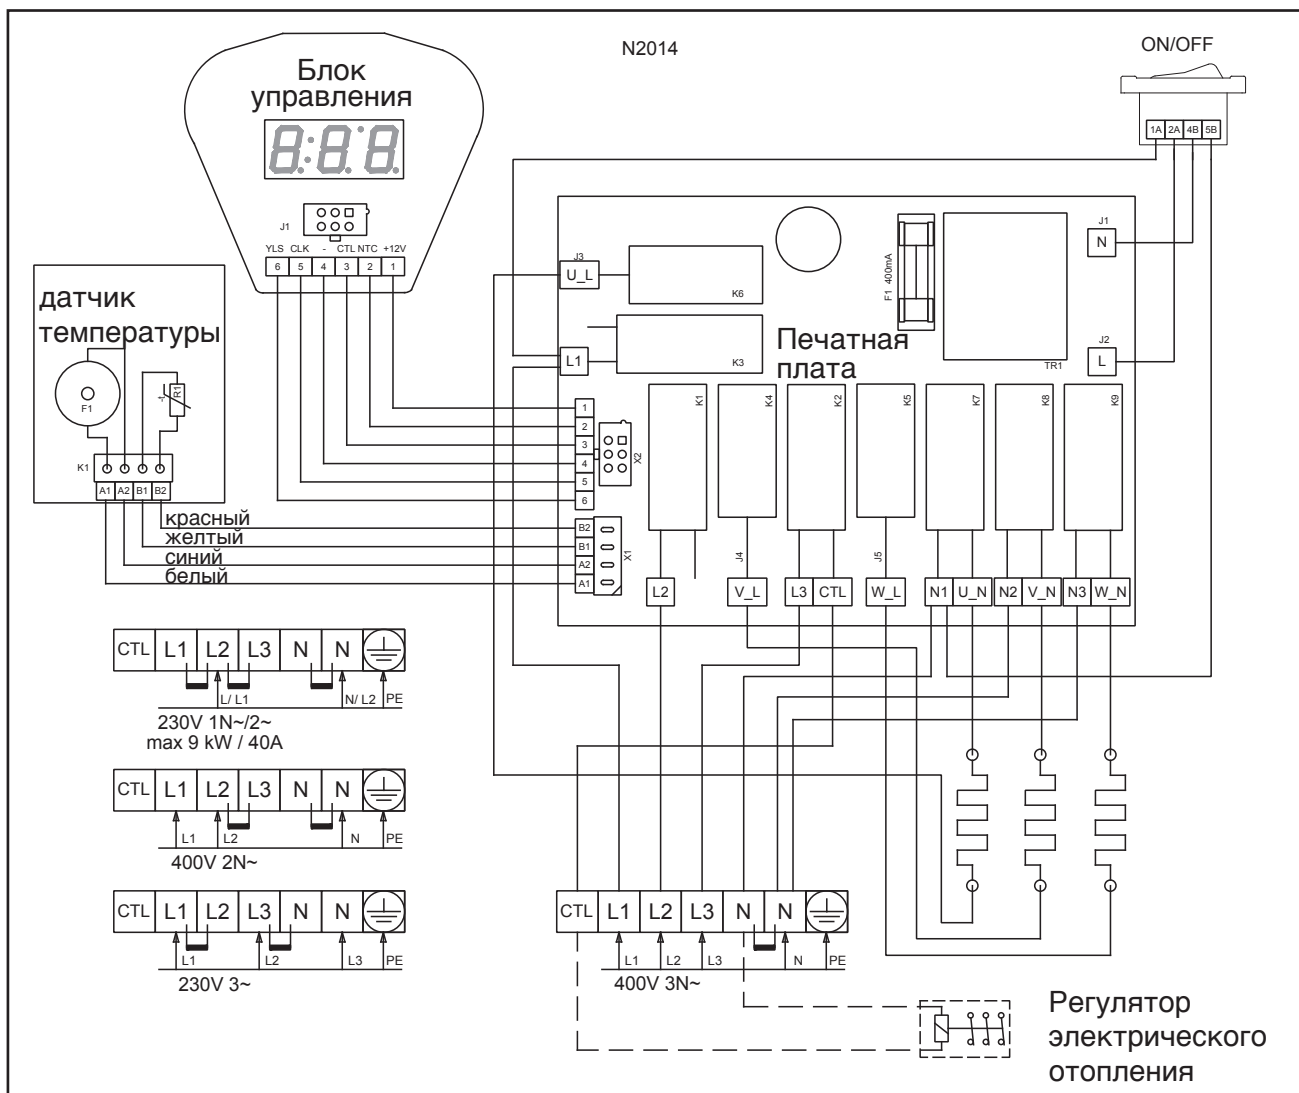 N2014
ON/OFF
Блок
управления
1A 2A 4B 5B
J1
YLS CLK - CTL NTC +12V
6 5 4 3 2 1
датчик
температуры
F1
R1
-t
K1
A1 A2 B1 B2
красный
желтый
синий
белый
J3
U_L
K6
L1
K3
F1 400mA
TR1
J1
N
J2
L
Печатная
плата
K1
K4
K2
K5
K7
K8
K9
1
2
3
4
5
6
X2
B2
B1
A2
A1
X1
J4
J5
L2
V_L
L3 CTL
W_L
N1 U_N N2 V_N N3 W_N
CTL L1 L2 L3 N N
L/ L1 N/ L2 PE
230V 1N~/2~
max 9 kW / 40A
CTL L1 L2 L3 N N
L1 L2 N PE
400V 2N~
CTL L1 L2 L3 N N
L1 L2 L3 PE
230V 3~
CTL L1 L2 L3 N N
L1 L2 L3 N PE
400V 3N~
Регулятор
электрического
отопления